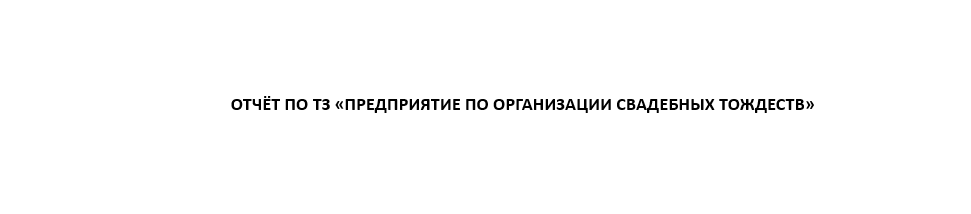 ОТЧЁТ ПО ТЗ «ПРЕДПРИЯТИЕ ПО ОРГАНИЗАЦИИ СВАДЕБНЫХ ТОЖДЕСТВ»